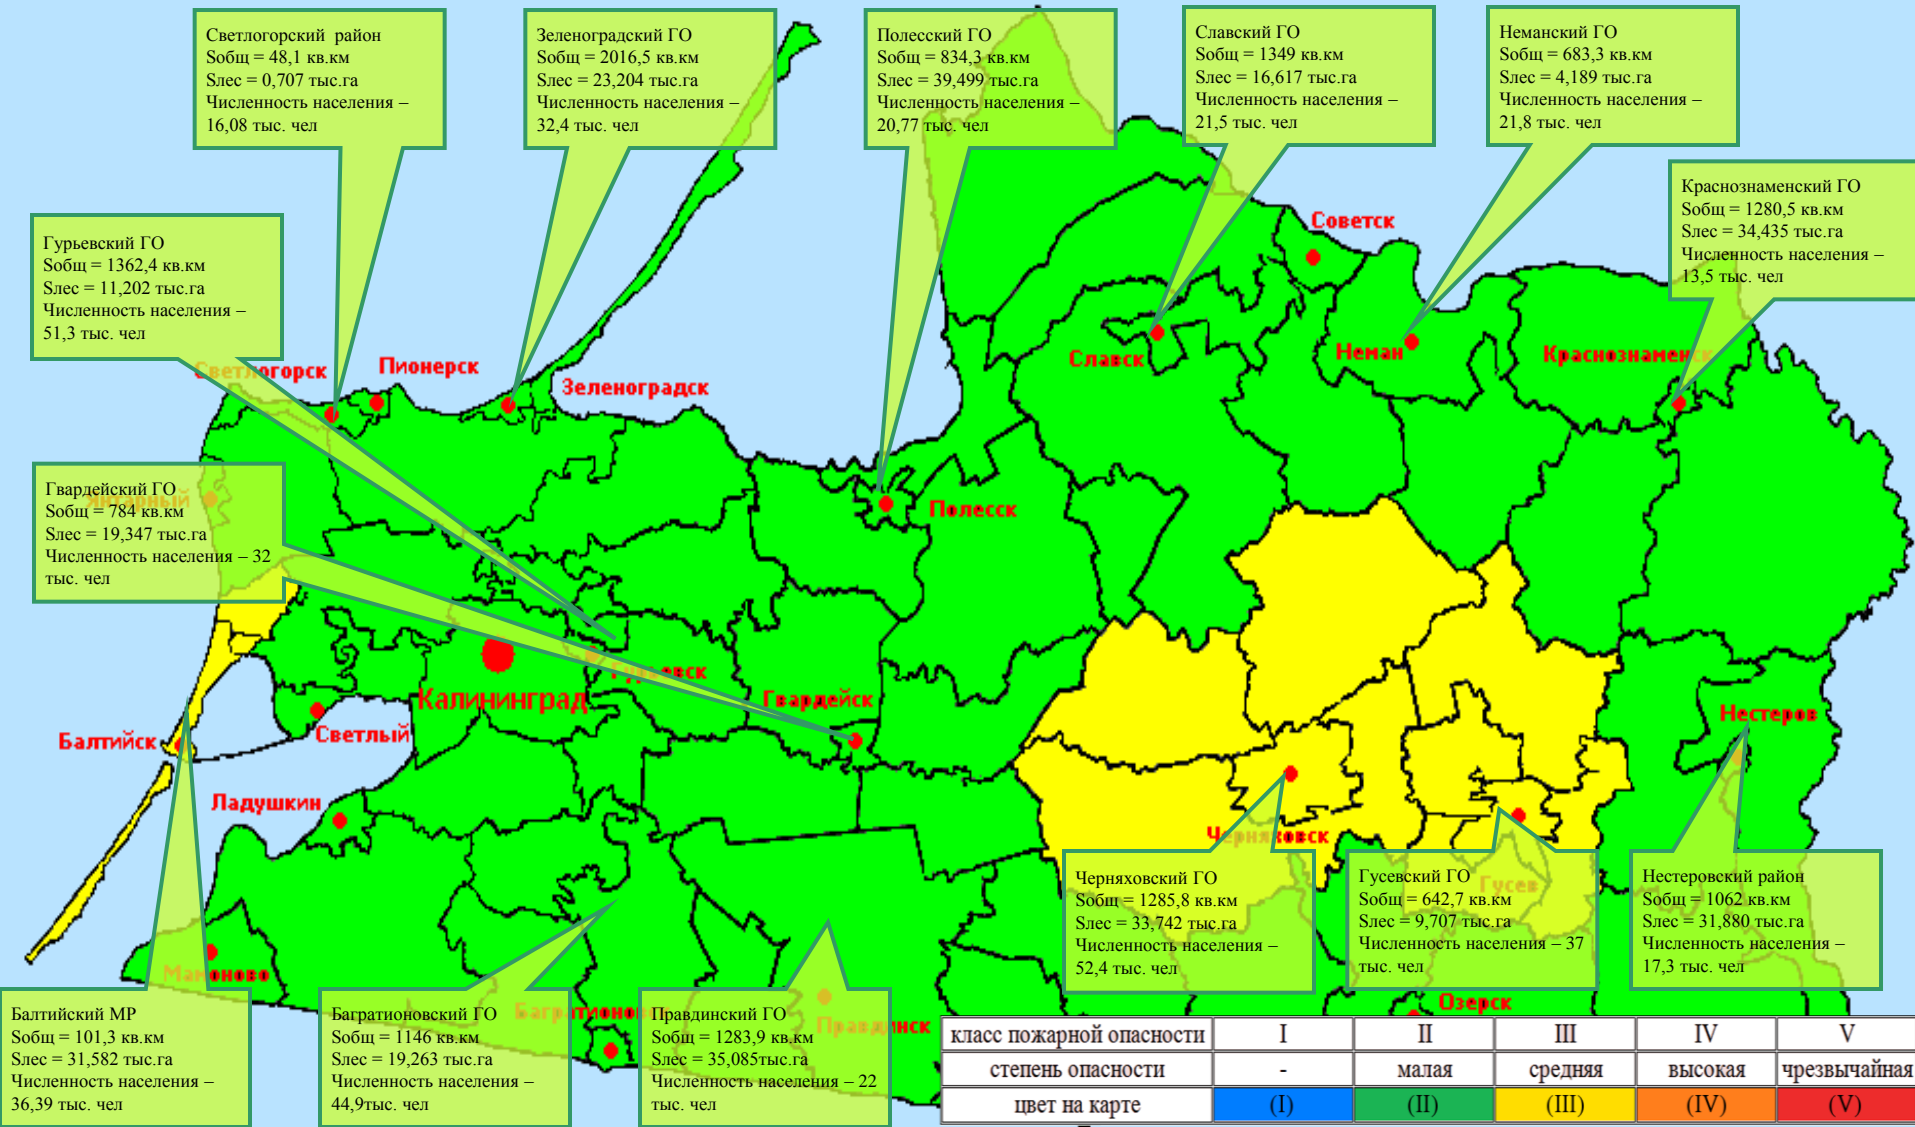 Светлогорский район
Sобщ = 48,1 кв.км
Sлес = 0,707 тыс.га
Численность населения –
16,08 тыс. чел
Зеленоградский ГО
Sобщ = 2016,5 кв.км
Sлес = 23,204 тыс.га
Численность населения –
32,4 тыс. чел
Полесский ГО
Sобщ = 834,3 кв.км
Sлес = 39,499 тыс.га
Численность населения –
20,77 тыс. чел
Славский ГО
Sобщ = 1349 кв.км
Sлес = 16,617 тыс.га
Численность населения –
21,5 тыс. чел
Неманский ГО
Sобщ = 683,3 кв.км
Sлес = 4,189 тыс.га
Численность населения –
21,8 тыс. чел
Краснознаменский ГО
Sобщ = 1280,5 кв.км
Sлес = 34,435 тыс.га
Численность населения –
13,5 тыс. чел
Гурьевский ГО
Sобщ = 1362,4 кв.км
Sлес = 11,202 тыс.га
Численность населения –
51,3 тыс. чел
Советск
Светлогорск
Пионерск
Зеленоградск
Славск
Неман
Краснознаменск
Гвардейский ГО
Sобщ = 784 кв.км
Sлес = 19,347 тыс.га
Численность населения – 32
тыс. чел
Янтарный
Полесск
Калининград
Гурьевск
Гвардейск
Нестеров
Балтийск
Светлый
Ладушкин
Черняховск
Гусев
Мамоново
Багратионо
Правдинск
Озерск
Черняховский ГО
Sобщ = 1285,8 кв.км
Sлес = 33,742 тыс.га
Численность населения –
52,4 тыс. чел
Гусевский ГО
Sобщ = 642,7 кв.км
Sлес = 9,707 тыс.га
Численность населения – 37
тыс. чел
Нестеровский район
Sобщ = 1062 кв.км
Sлес = 31,880 тыс.га
Численность населения –
17,3 тыс. чел
Балтийский МР
Sобщ = 101,3 кв.км
Sлес = 31,582 тыс.га
Численность населения –
36,39 тыс. чел
Багратионовский ГО
Sобщ = 1146 кв.км
Sлес = 19,263 тыс.га
Численность населения –
44,9тыс. чел
Правдинский ГО
Sобщ = 1283,9 кв.км
Sлес = 35,085тыс.га
Численность населения – 22
тыс. чел
класс пожарной опасности I II III IV V
степень опасности - малая средняя высокая чрезвычайная
цвет на карте (I) (II) (III) (IV) (V)